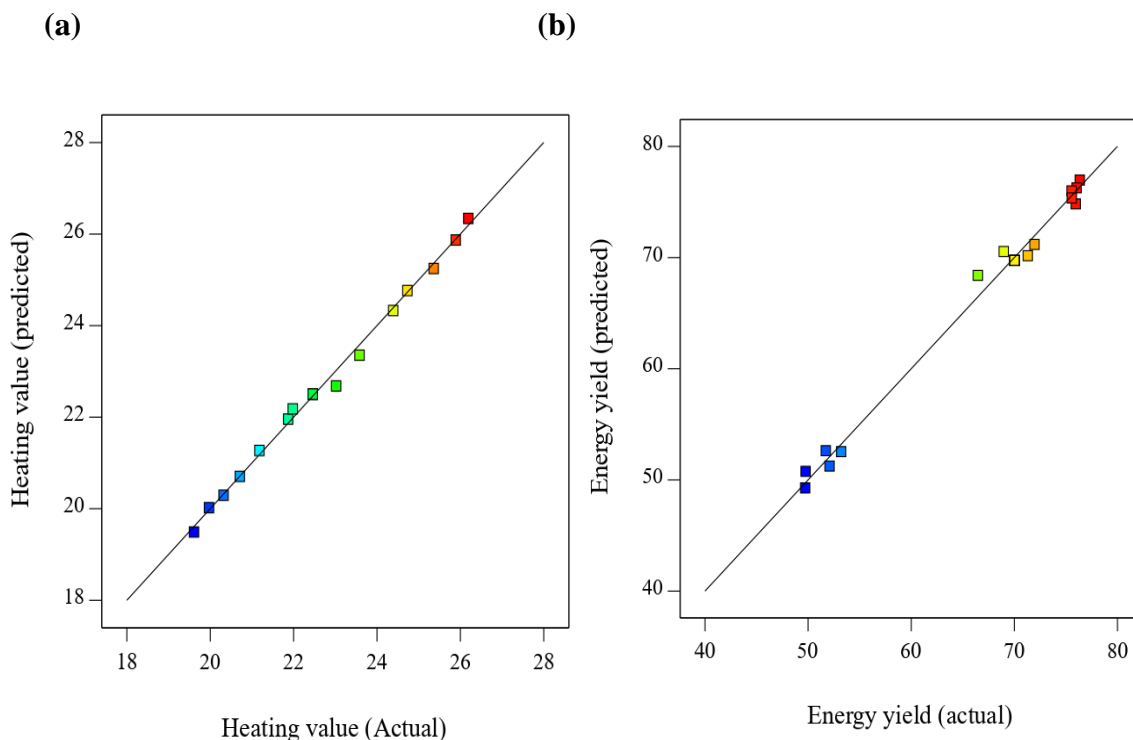 (a)
(b)
Heating value (predicted)
28
26
24
22
20
18
18 20 22 24 26 28
Heating value (Actual)
Energy yield (predicted)
80
70
60
50
40
40 50 60 70 80
Energy yield (actual)